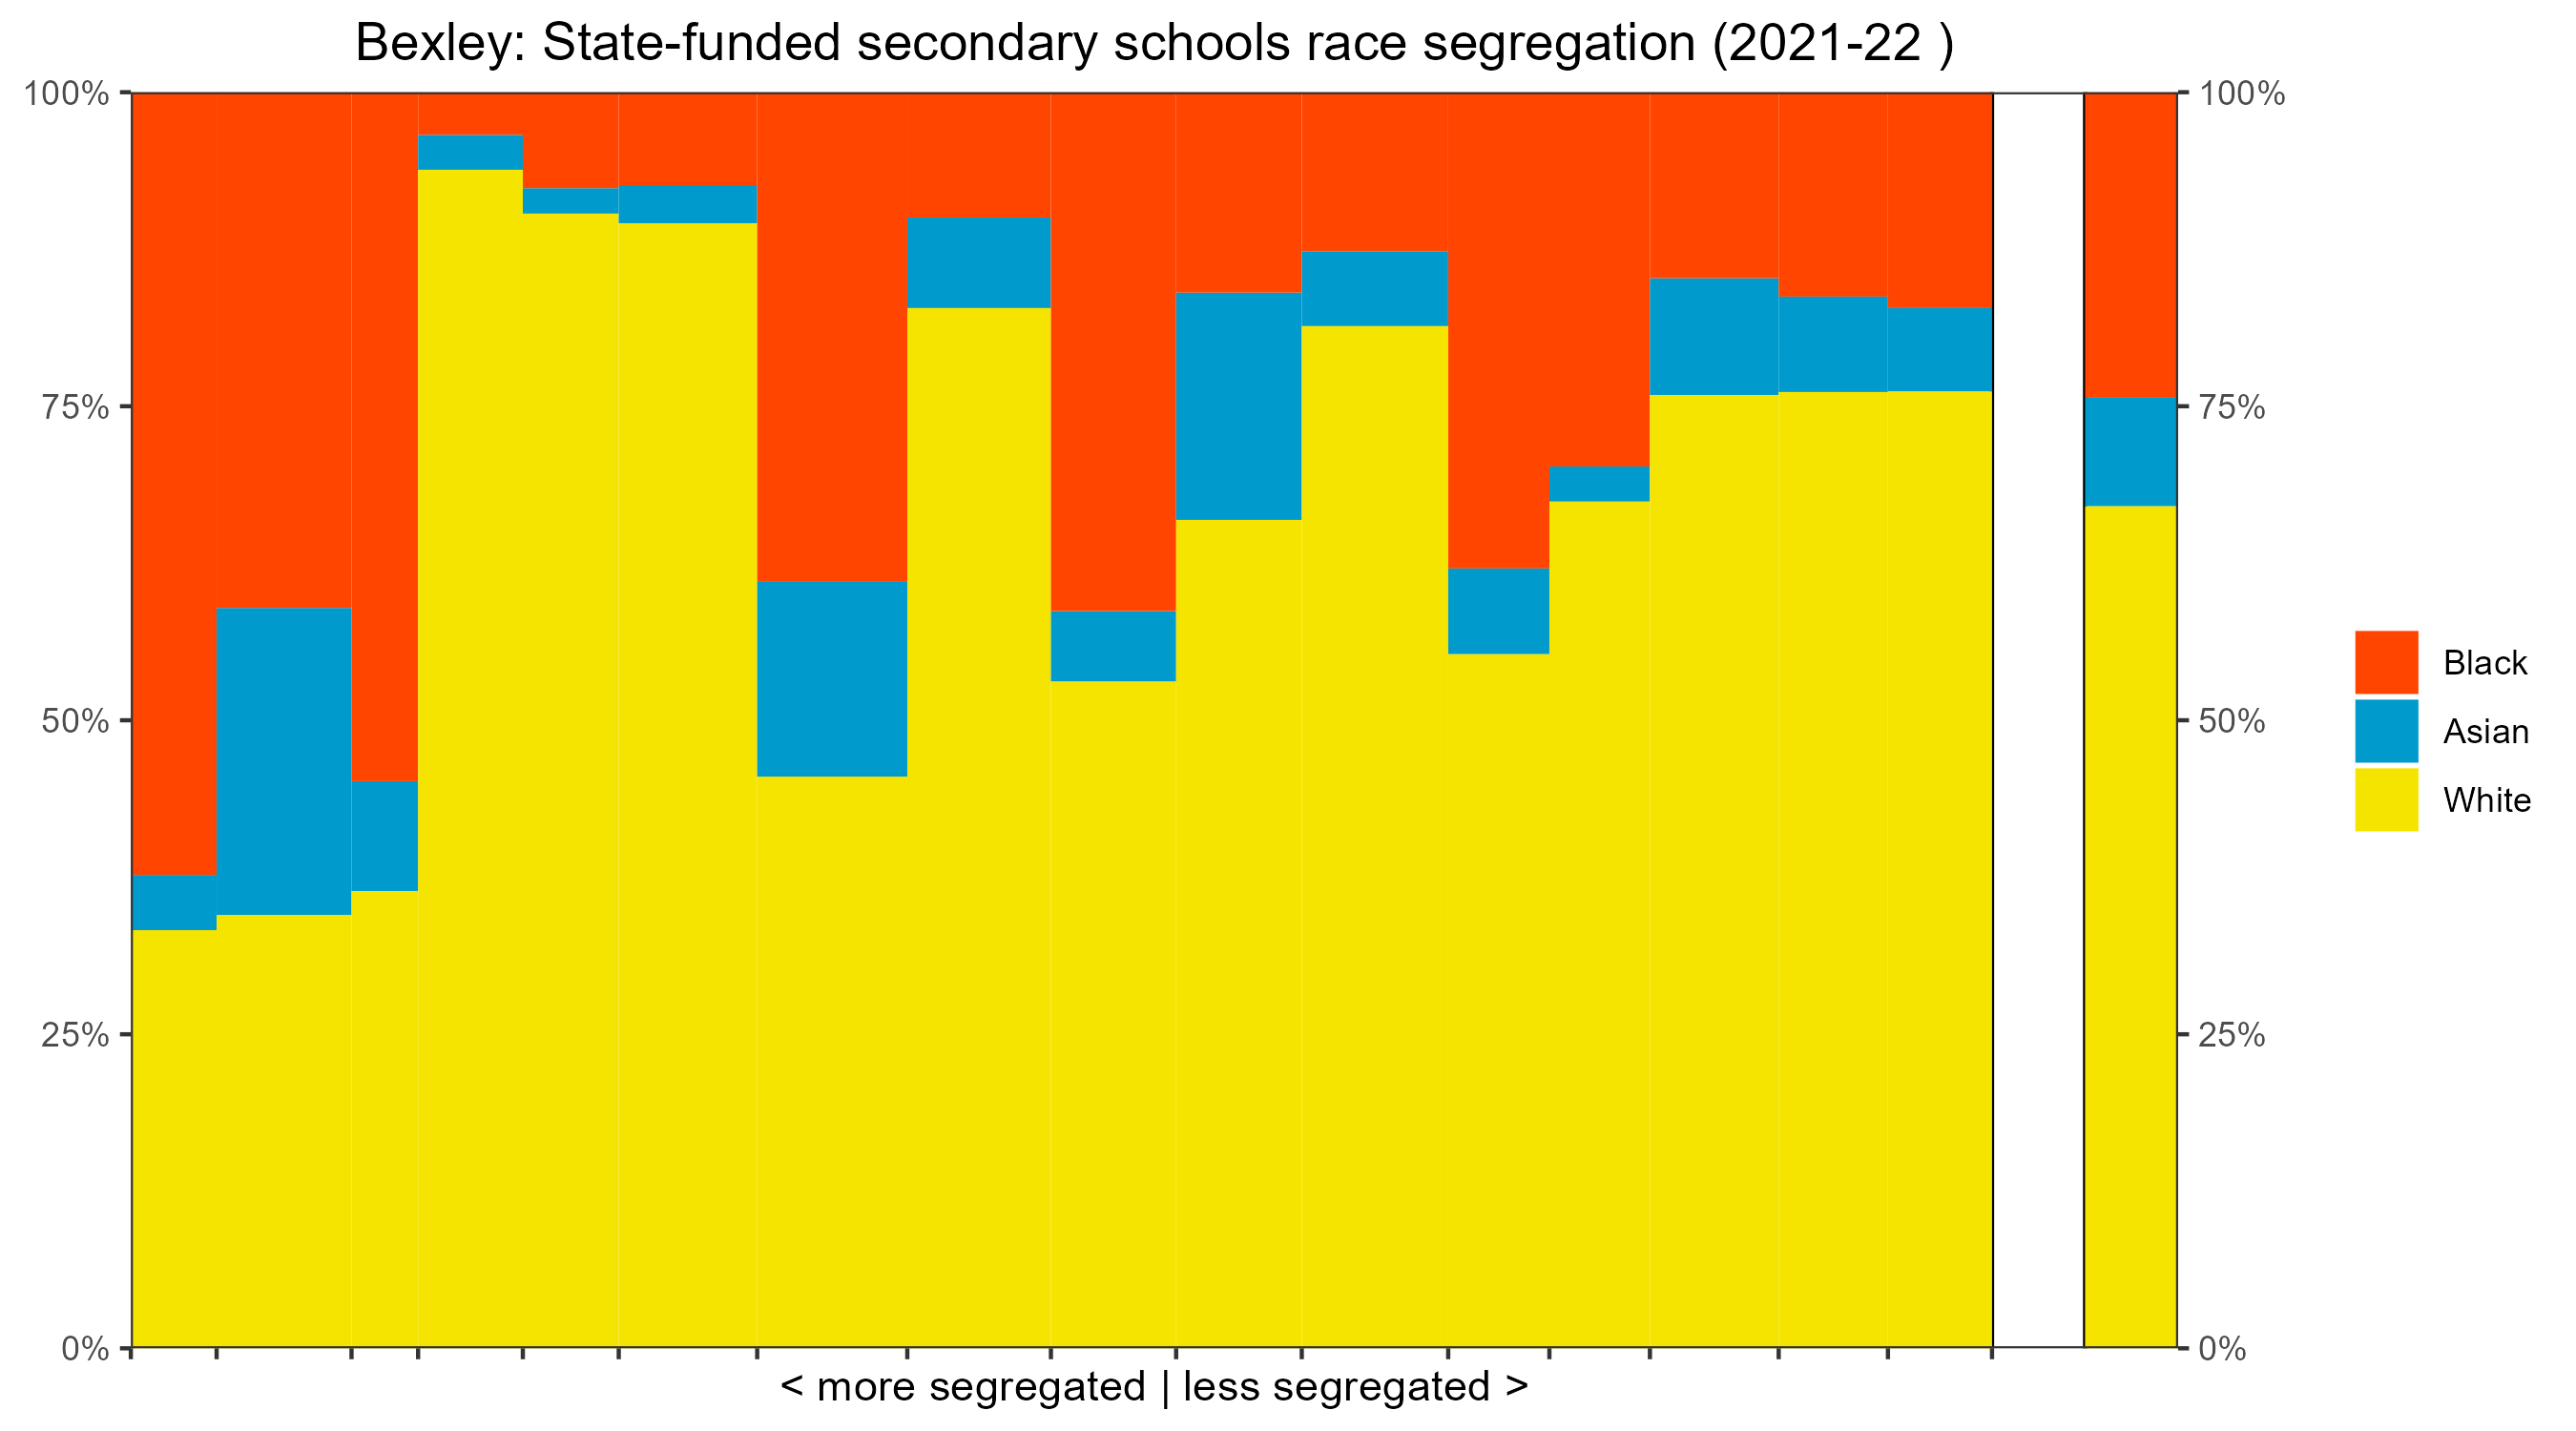 Bexley: State-funded secondary schools race segregation (2021-22 )
100%
75%
50%
25%
0%
100%
75%
50%
25%
0%
Black
Asian
White
< more segregated | less segregated >